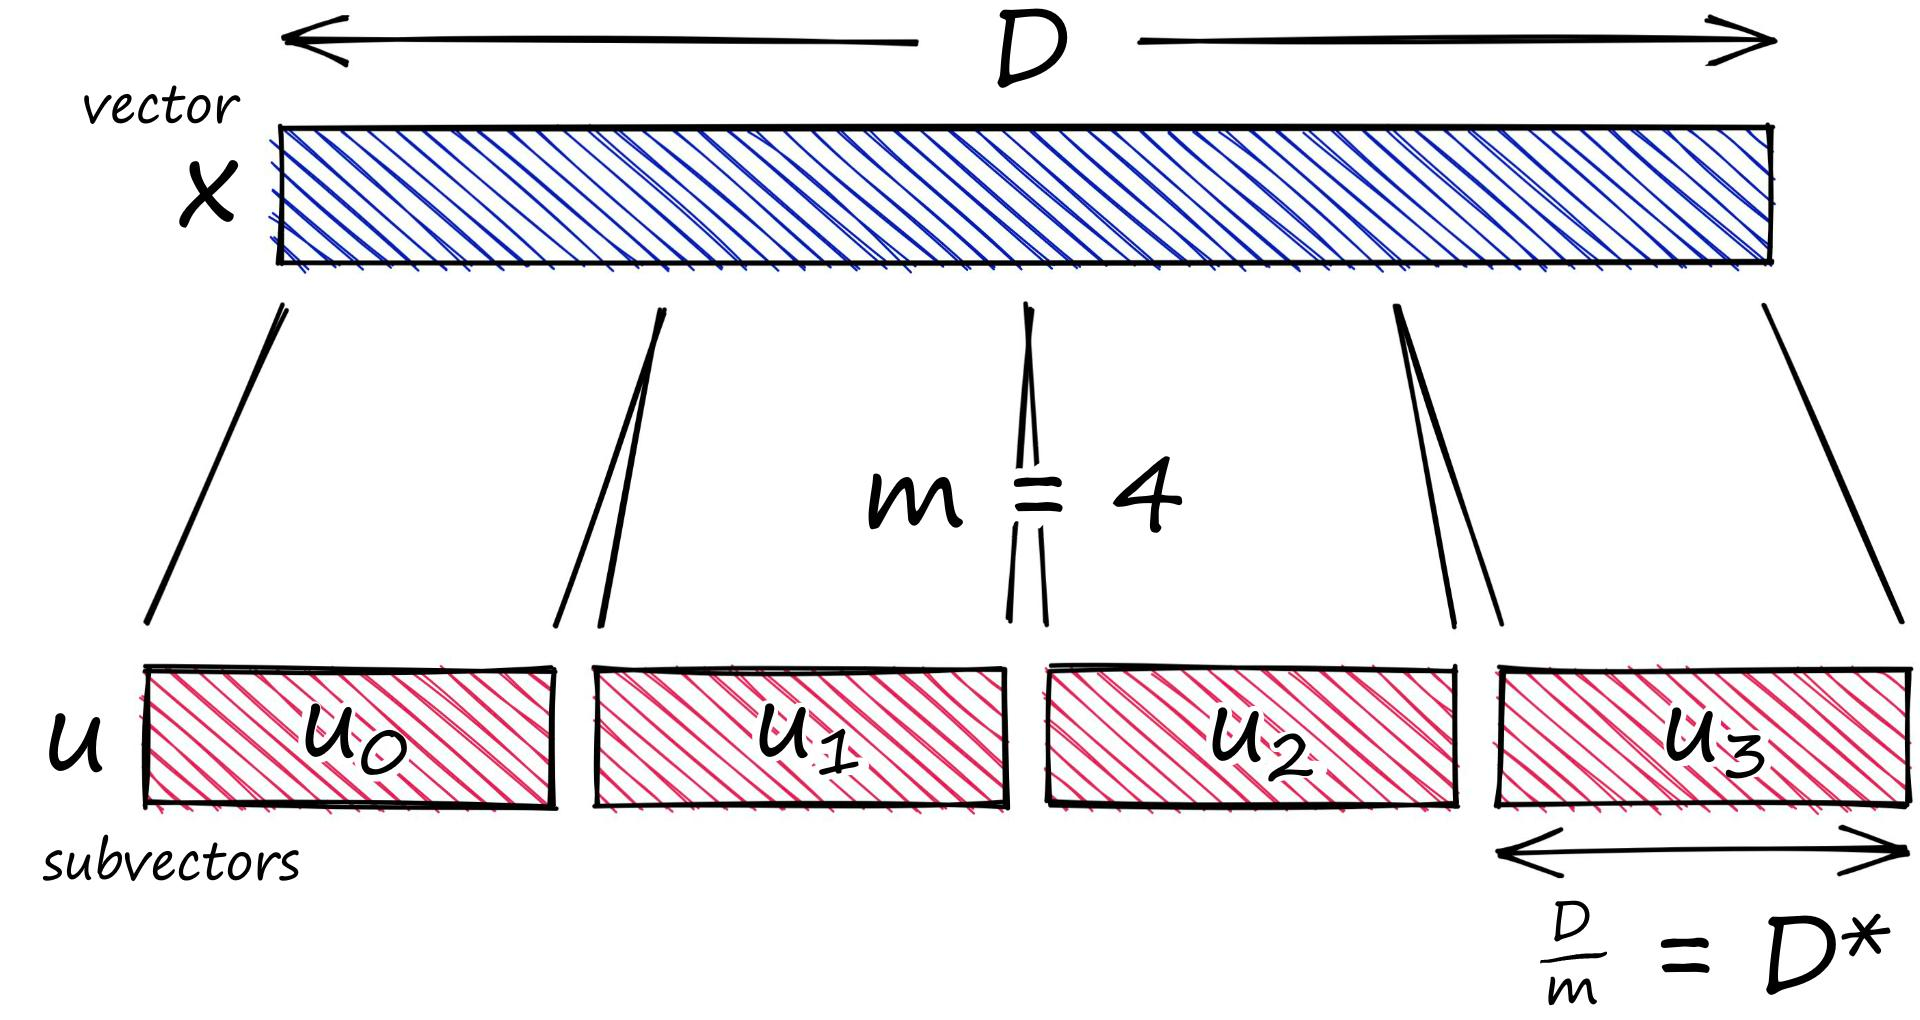 D
vector
x
m = 4
u
u₀ u₁ u₂ u₃
subvectors
D/m = D*